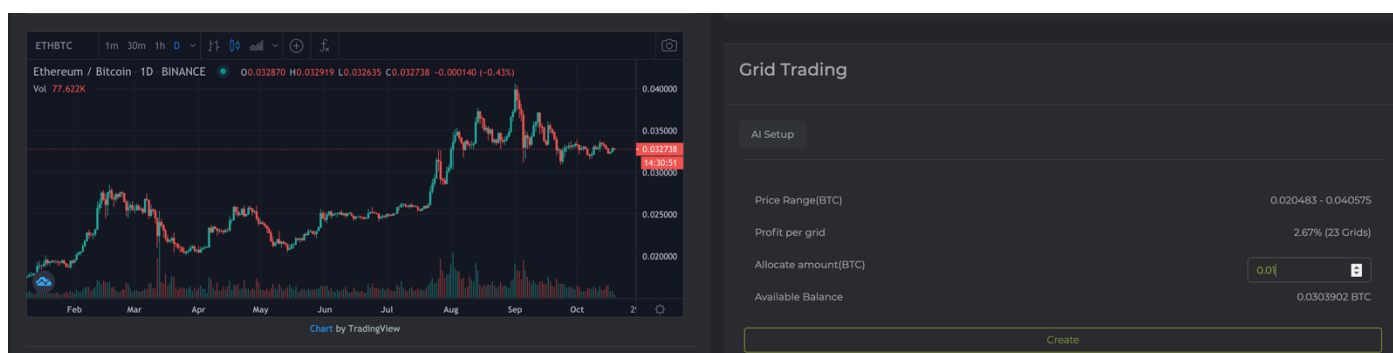 ETHBTC 1m 30m 1h D
Ethereum / Bitcoin · 1D · BINANCE O0.032870 H0.032919 L0.032635 C0.032738 -0.000140 (-0.43%)
Vol 77.622K
0.040000
0.035000
0.032738
14:30:51
0.030000
0.025000
0.020000
Feb Mar Apr May Jun Jul Aug Sep Oct
Chart by TradingView
Grid Trading
AI Setup
Price Range(BTC) 0.020483 - 0.040575
Profit per grid 2.67% (23 Grids)
Allocate amount(BTC) 0.01
Available Balance 0.0303902 BTC
Create